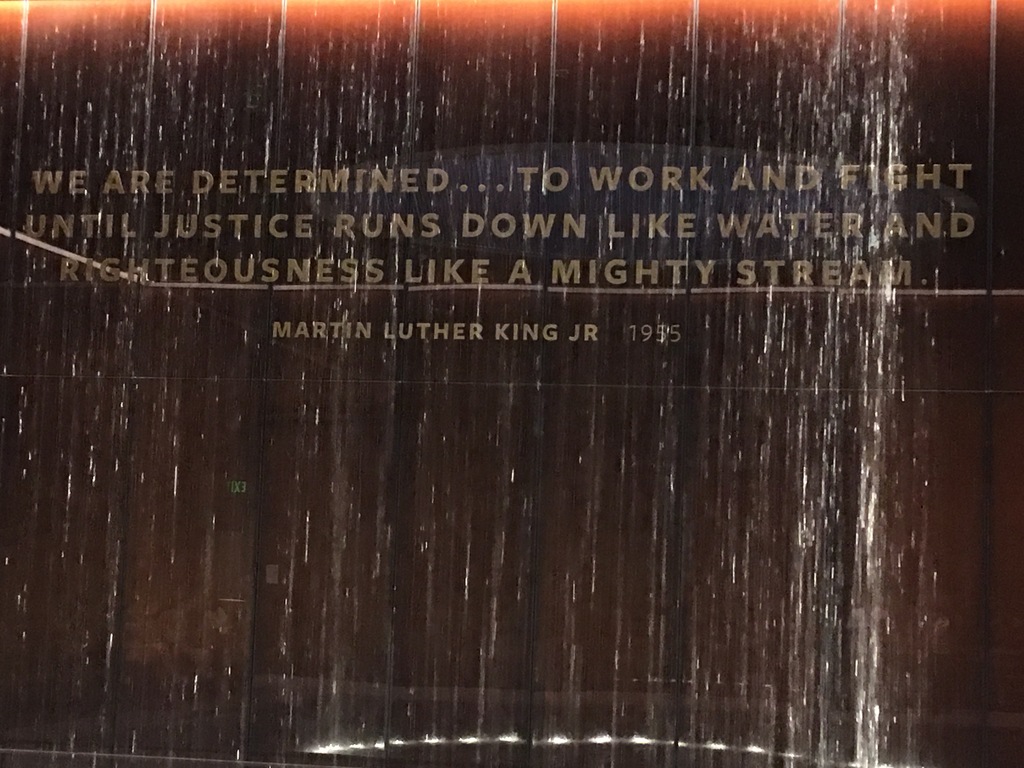 WE ARE DETERMINED...TO WORK AND FIGHT
UNTIL JUSTICE RUNS DOWN LIKE WATER AND
RIGHTEOUSNESS LIKE A MIGHTY STREAM.
MARTIN LUTHER KING JR 1955
EXIT